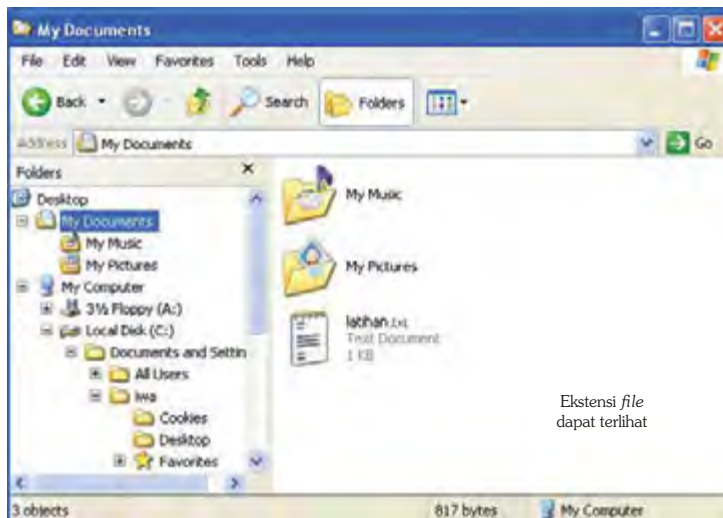 My Documents
File Edit View Favorites Tools Help
Back Search Folders
Address My Documents Go
Folders
Desktop
My Documents
My Music
My Pictures
My Computer
3½ Floppy (A:)
Local Disk (C:)
Documents and Settin
All Users
iwa
Cookies
Desktop
Favorites
My Music
My Pictures
latihan.txt
Text Document
1 KB
Ekstensi file
dapat terlihat
3 objects 817 bytes My Computer